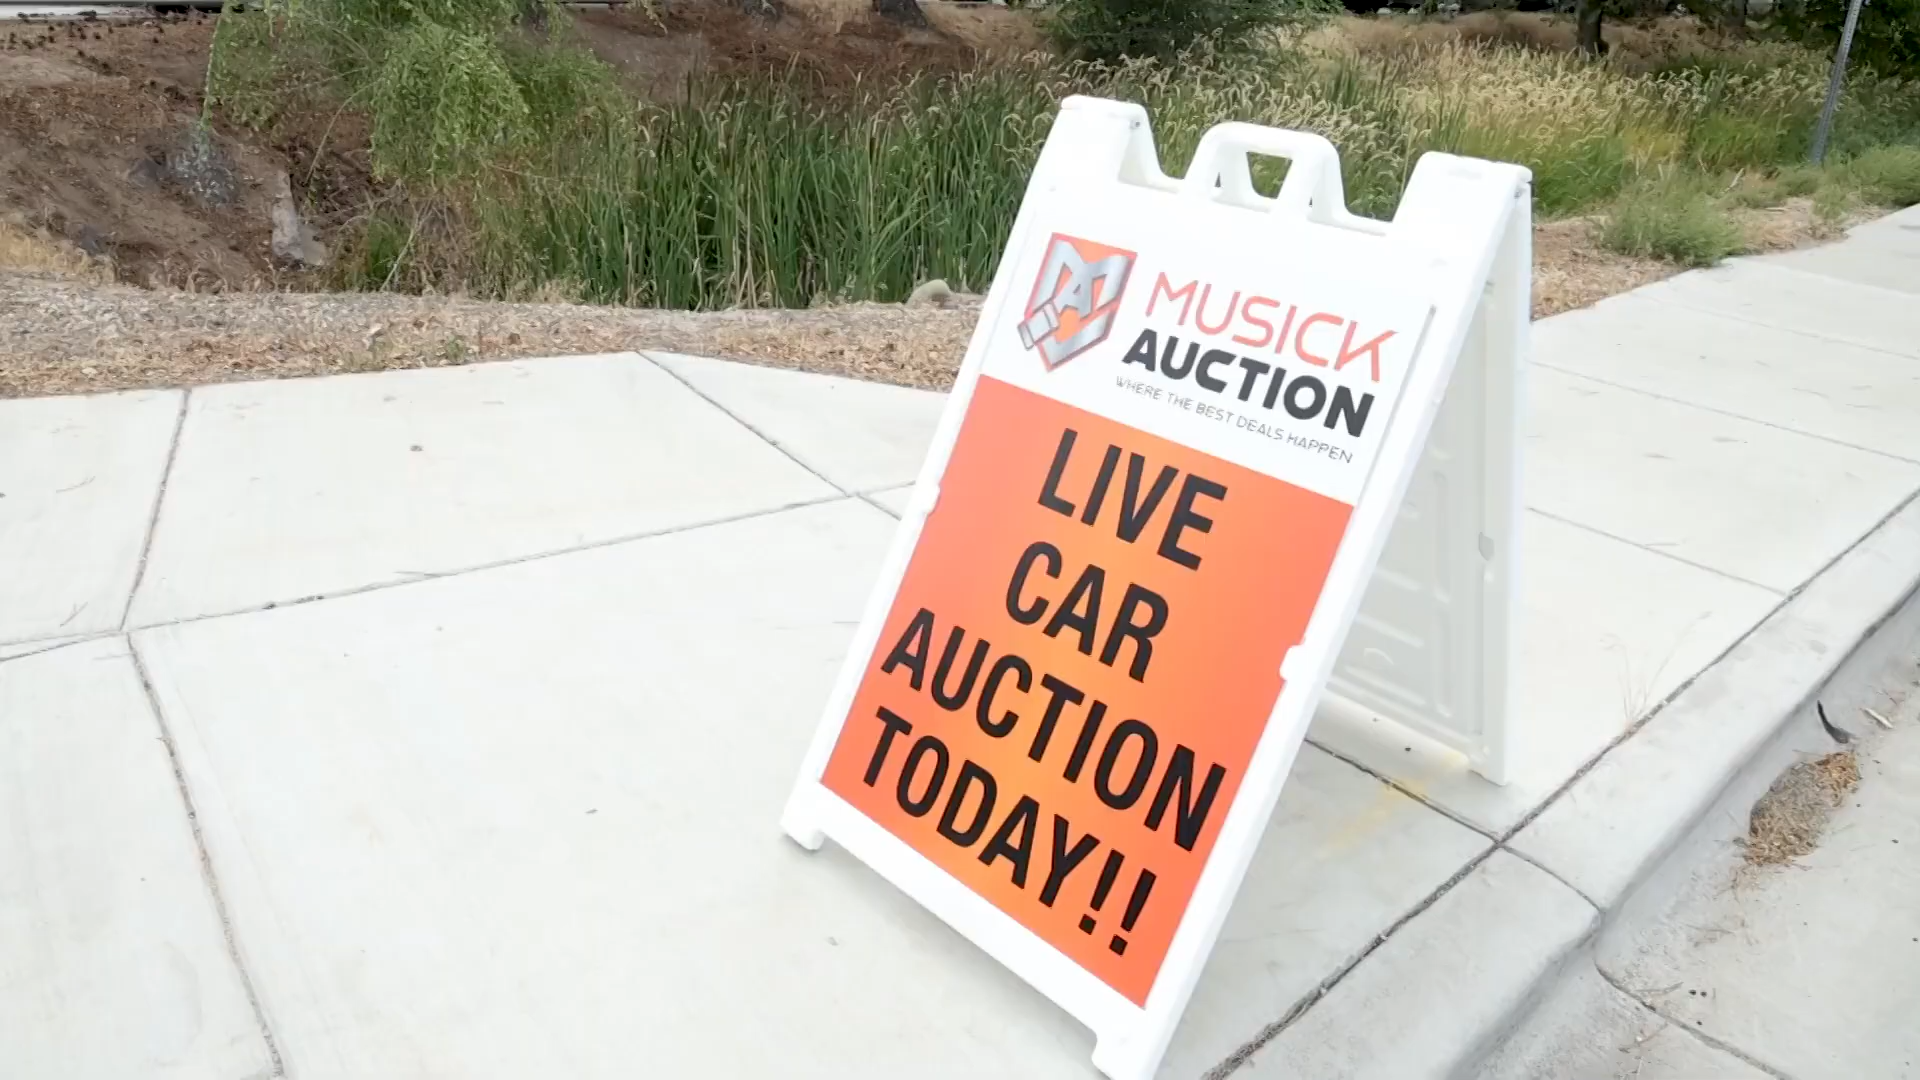 MUSICK
AUCTION
WHERE THE BEST DEALS HAPPEN
LIVE
CAR
AUCTION
TODAY!!